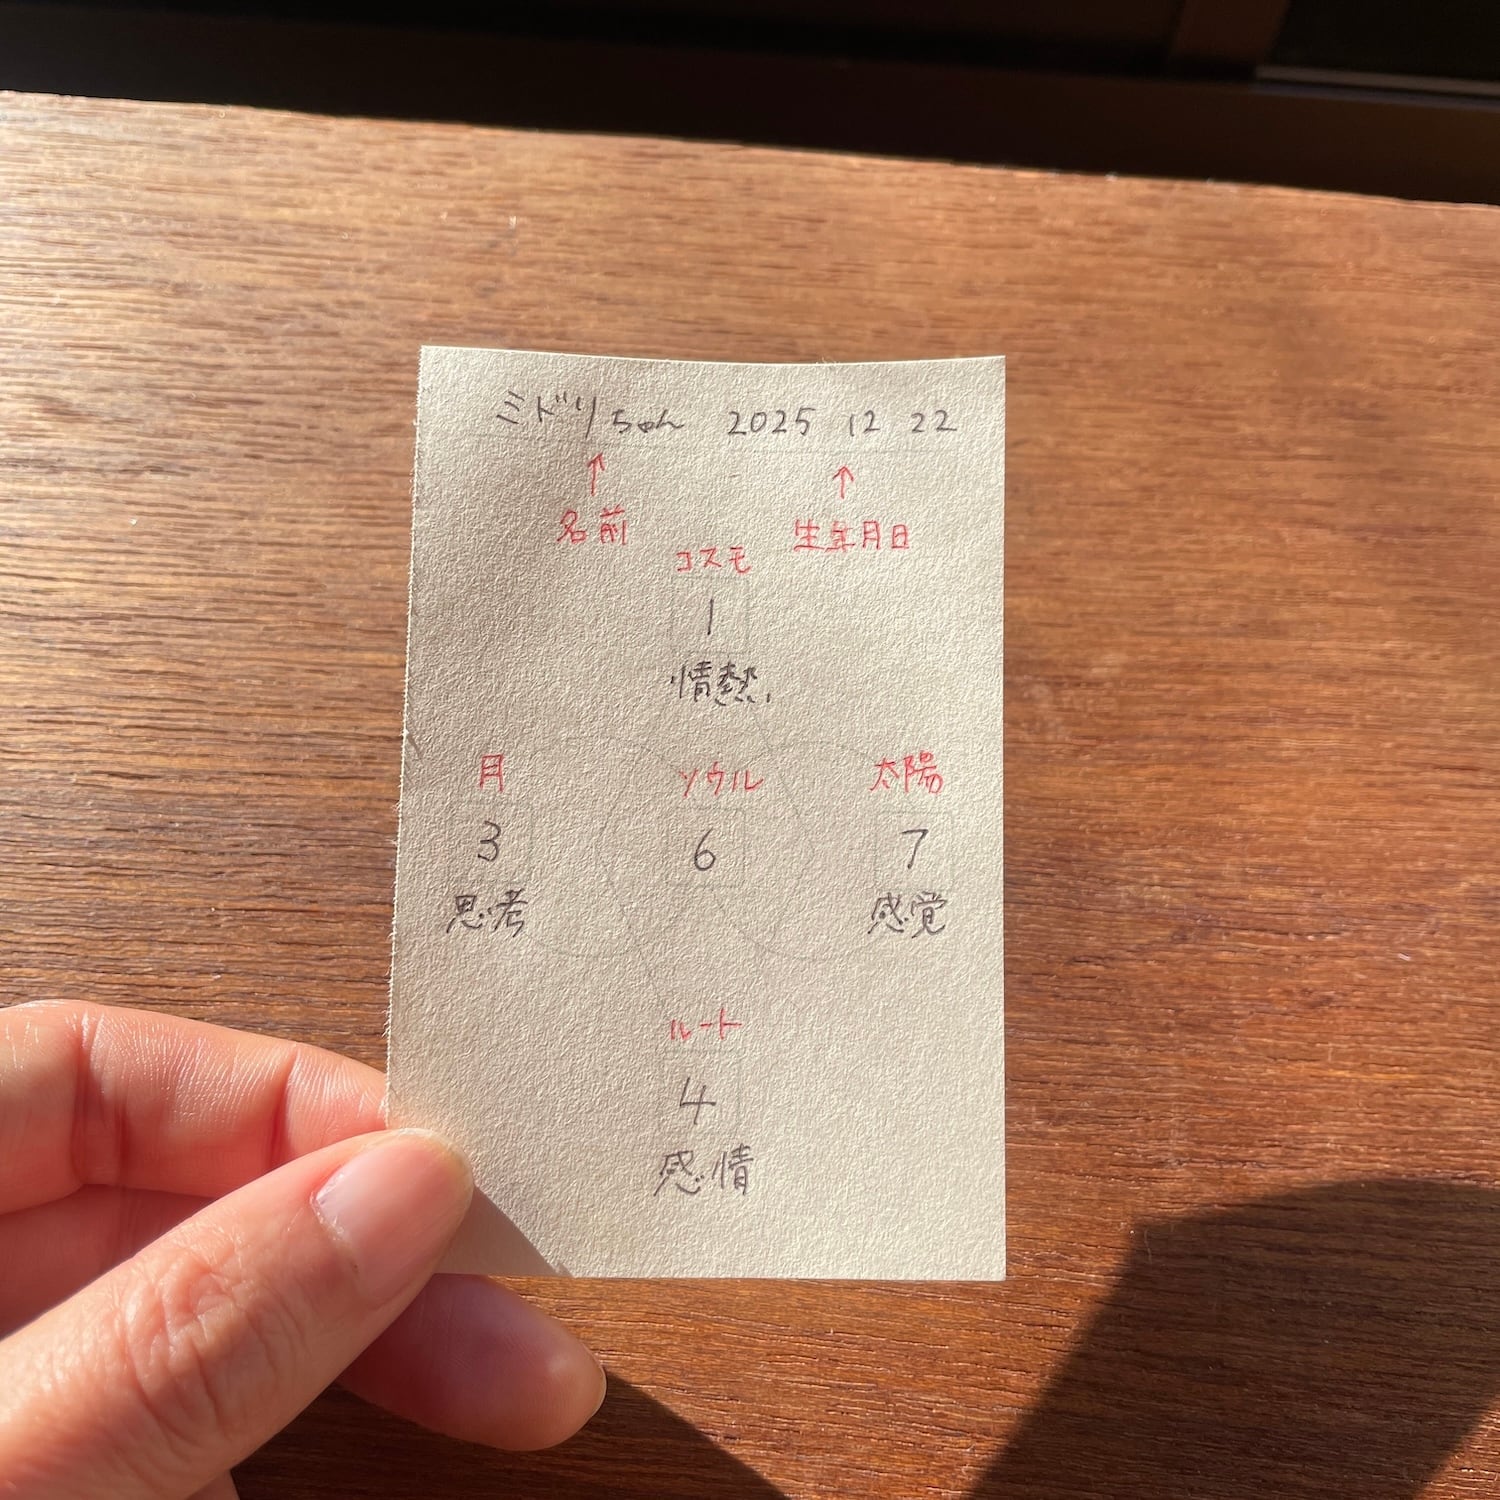 ミドリちゃん 2025 12 22
↑ ↑
名前 生年月日
コスモ
1
情熱
月 ソウル 太陽
3 6 7
思考 感覚
ルート
4
感情